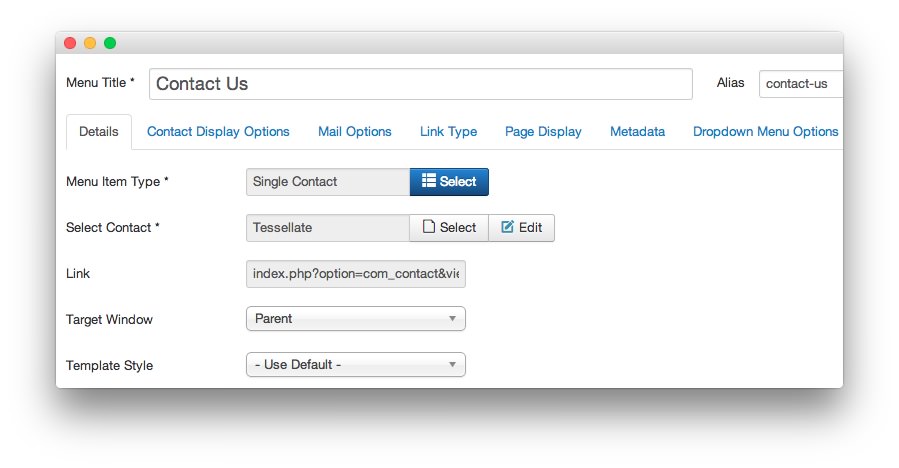 Menu Title * Contact Us Alias contact-us
Details Contact Display Options Mail Options Link Type Page Display Metadata Dropdown Menu Options
Menu Item Type * Single Contact Select
Select Contact * Tessellate Select Edit
Link index.php?option=com_contact&vie
Target Window Parent
Template Style - Use Default -